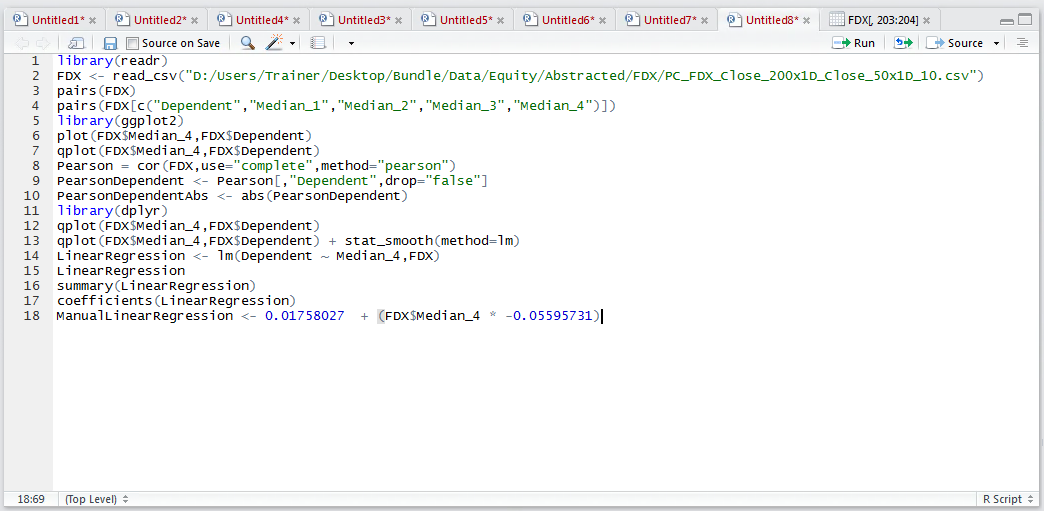 Untitled1* × Untitled2* × Untitled4* × Untitled3* × Untitled5* × Untitled6* × Untitled7* × Untitled8* × FDX[, 203:204] ×
Source on Save Run Source
1 library(readr)
2 FDX <- read_csv("D:/Users/Trainer/Desktop/Bundle/Data/Equity/Abstracted/FDX/PC_FDX_Close_200x1D_Close_50x1D_10.csv")
3 pairs(FDX)
4 pairs(FDX[c("Dependent","Median_1","Median_2","Median_3","Median_4")])
5 library(ggplot2)
6 plot(FDX$Median_4,FDX$Dependent)
7 qplot(FDX$Median_4,FDX$Dependent)
8 Pearson = cor(FDX,use="complete",method="pearson")
9 PearsonDependent <- Pearson[,"Dependent",drop="false"]
10 PearsonDependentAbs <- abs(PearsonDependent)
11 library(dplyr)
12 qplot(FDX$Median_4,FDX$Dependent)
13 qplot(FDX$Median_4,FDX$Dependent) + stat_smooth(method=lm)
14 LinearRegression <- lm(Dependent ~ Median_4,FDX)
15 LinearRegression
16 summary(LinearRegression)
17 coefficients(LinearRegression)
18 ManualLinearRegression <- 0.01758027  + (FDX$Median_4 * -0.05595731)
18:69 (Top Level) R Script